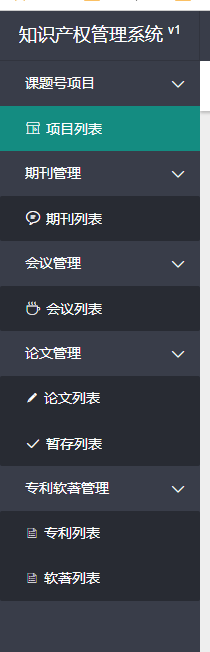 知识产权管理系统 v1
课题号项目
项目列表
期刊管理
期刊列表
会议管理
会议列表
论文管理
论文列表
暂存列表
专利软著管理
专利列表
软著列表